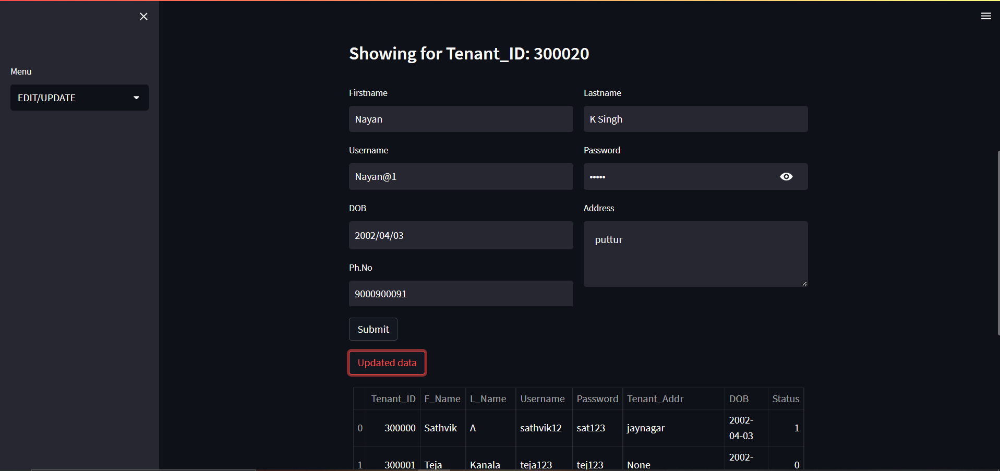 Menu
EDIT/UPDATE
Showing for Tenant_ID: 300020
Firstname
Lastname
Nayan
K Singh
Username
Password
Nayan@1
•••••
DOB
Address
2002/04/03
puttur
Ph.No
9000900091
Submit
Updated data
Tenant_ID F_Name L_Name Username Password Tenant_Addr DOB Status
0 300000 Sathvik A sathvik12 sat123 jaynagar 2002-04-03 1
1 300001 Teja Kanala teja123 tej123 None 2002- 0